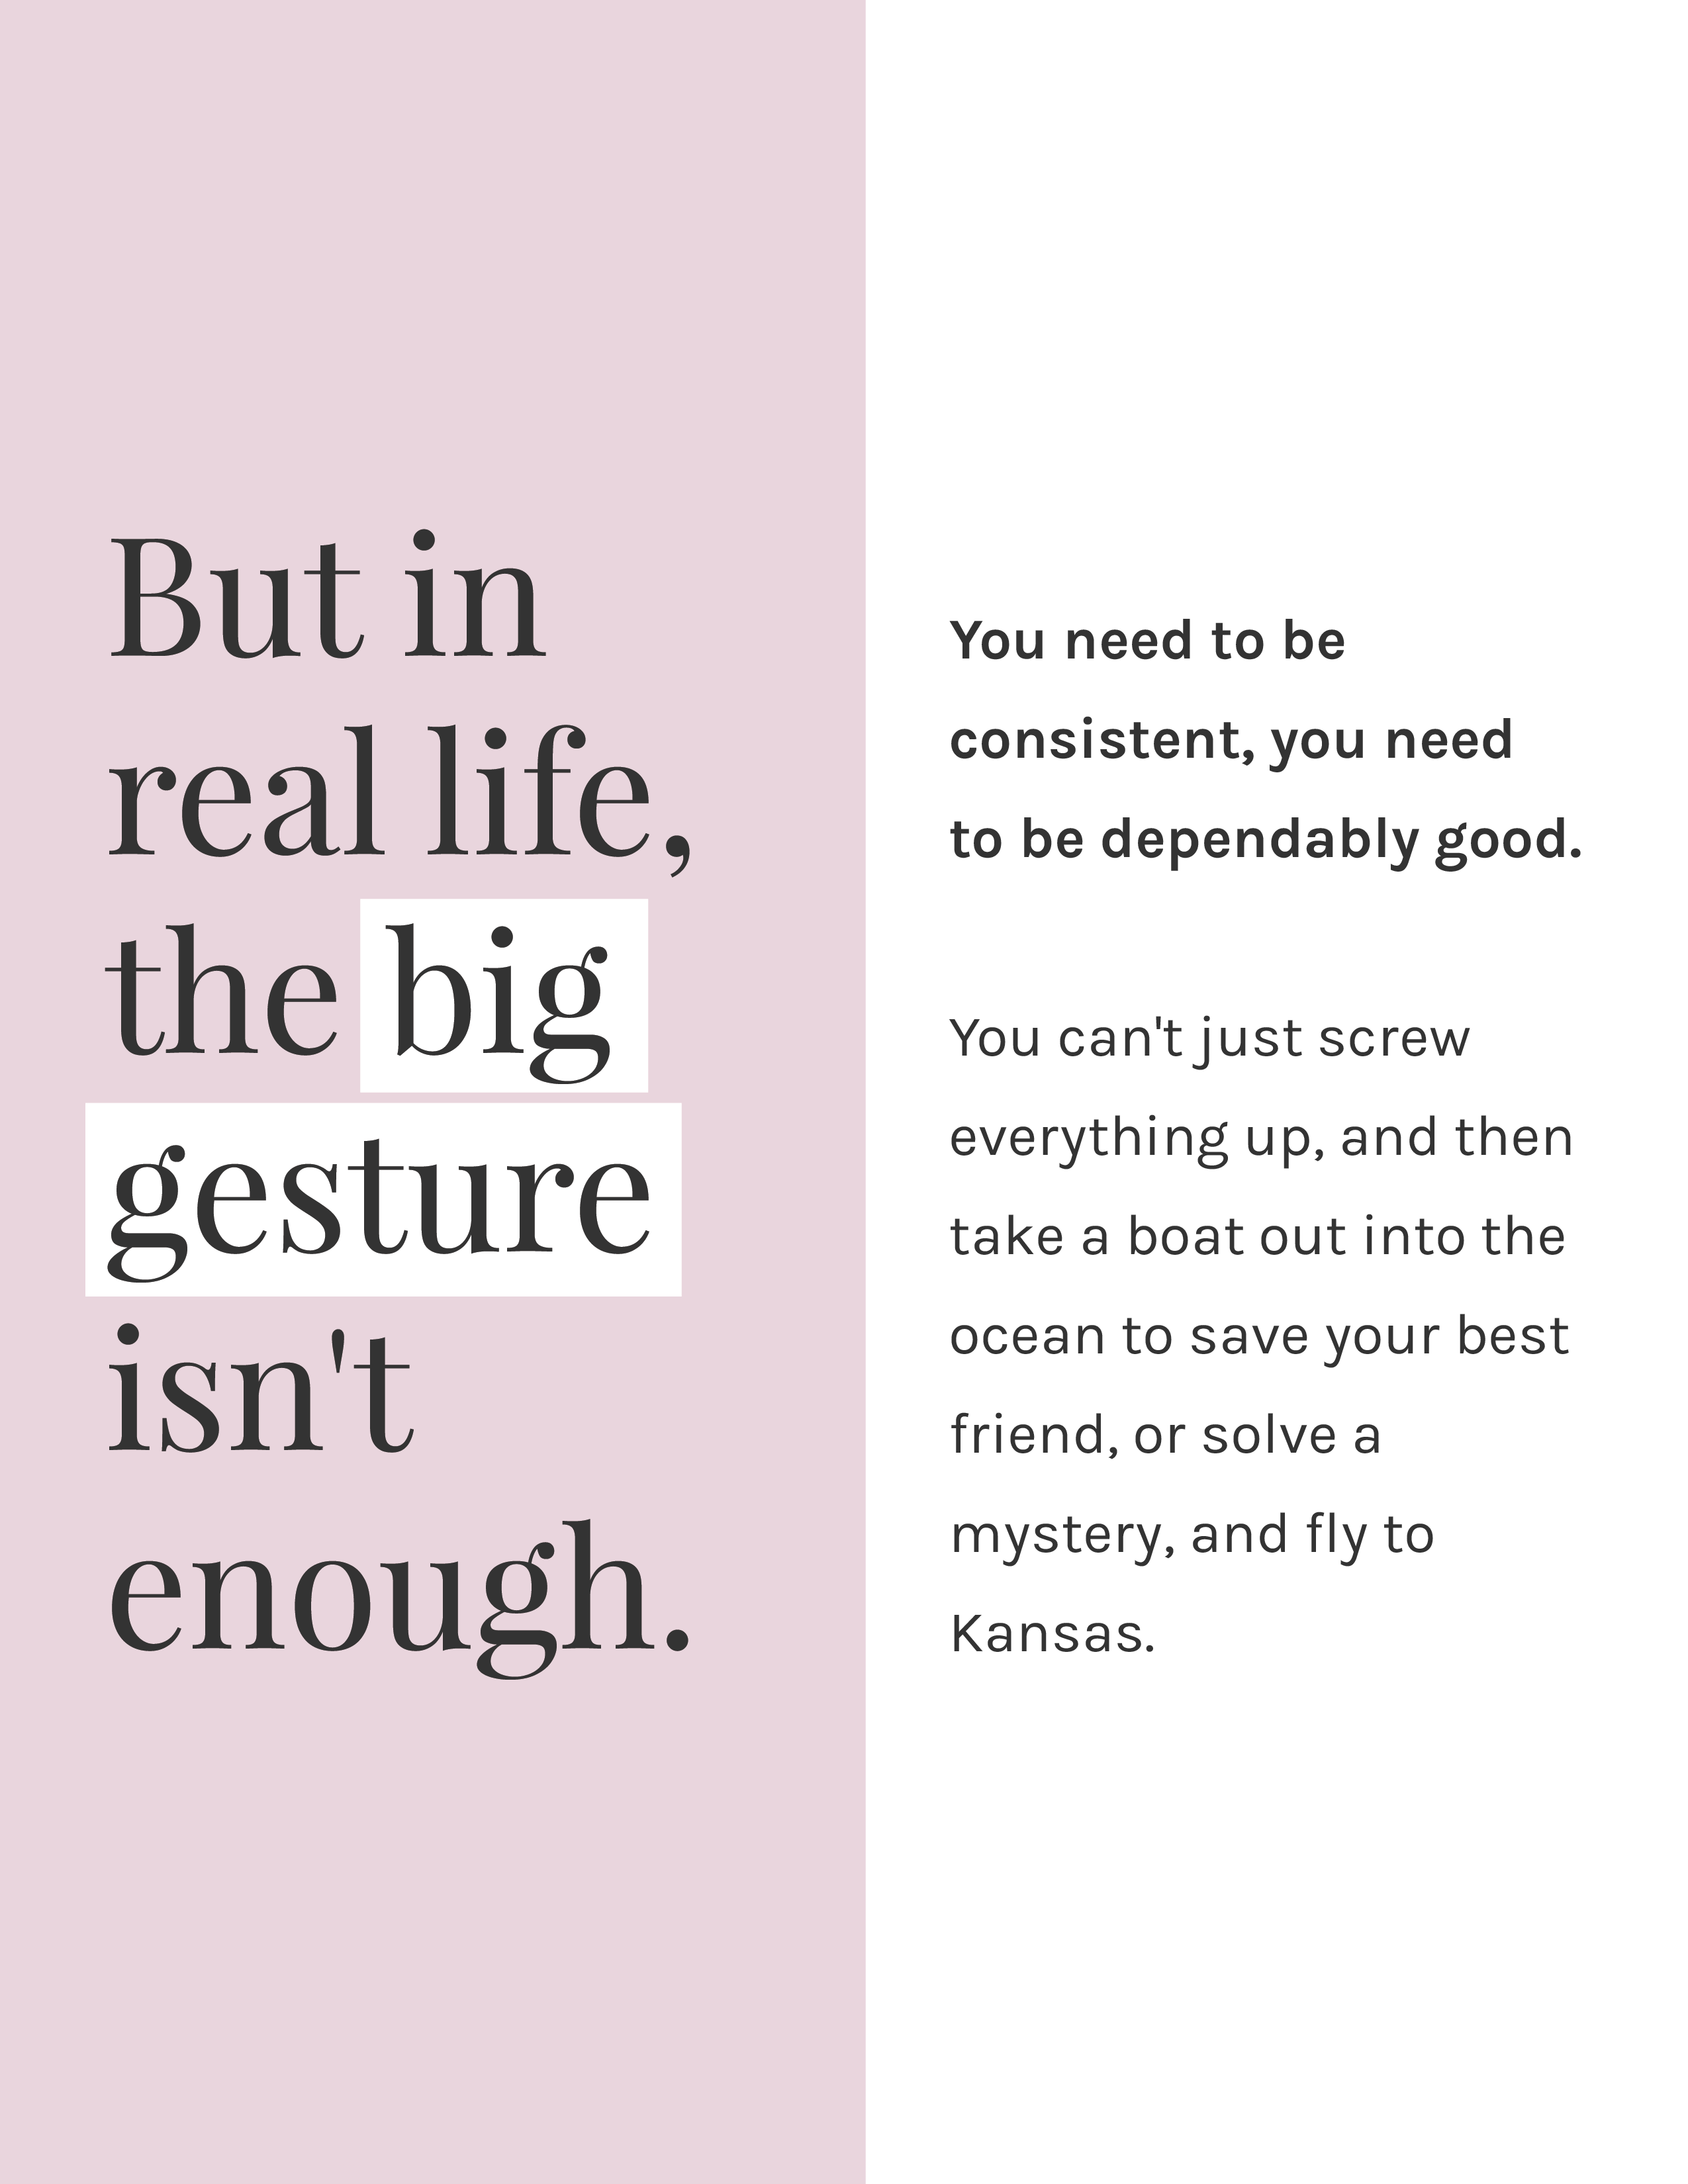 But in
real life,
the big
gesture
isn't
enough.
You need to be
consistent, you need
to be dependably good.
You can't just screw
everything up, and then
take a boat out into the
ocean to save your best
friend, or solve a
mystery, and fly to
Kansas.